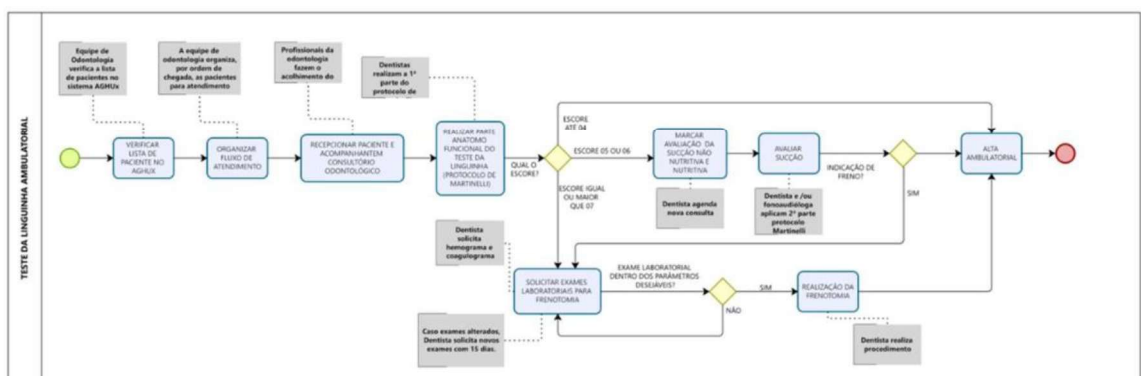 TESTE DA LINGUINHA AMBULATORIAL
Equipe de
Odontologia
verifica a lista
de pacientes no
sistema AGHUx
A equipe de
odontologia organiza,
por ordem de
chegada, as pacientes
para atendimento
Profissionais da
odontologia
fazem o
acolhimento do
Dentistas
realizam a 1ª
parte do
protocolo de
VERIFICAR
LISTA DE
PACIENTE NO
AGHUX
ORGANIZAR
FLUXO DE
ATENDIMENTO
RECEPCIONAR PACIENTE E
ACOMPANHANTEM
CONSULTÓRIO
ODONTOLÓGICO
REALIZAR PARTE
ANATOMO
FUNCIONAL DO
TESTE DA
LINGUINHA
(PROTOCOLO DE
MARTINELLI)
QUAL O
ESCORE?
ESCORE
ATE 04
ESCORE 05 OU 06
ESCORE IGUAL
OU MAIOR
QUE 07
MARCAR
AVALIAÇÃO DA
SUCÇÃO NÃO
NUTRITIVA E
NUTRITIVA
AVALIAR
SUCÇÃO
INDICAÇÃO DE
FRENO?
SIM
ALTA
AMBULATORIAL
Dentista agenda
nova consulta
Dentista e /ou
fonoaudióloga
aplicam 2ª parte
protocolo
Martinelli
Dentista
solicita
hemograma e
coagulograma
SOLICITAR EXAMES
LABORATORIAIS PARA
FRENOTOMIA
EXAME LABORATORIAL
DENTRO DOS PARÂMETROS
DESEJÁVEIS?
SIM
NÃO
REALIZAÇÃO DA
FRENOTOMIA
Caso exames alterados,
Dentista solicita novos
exames com 15 dias.
Dentista realiza
procedimento